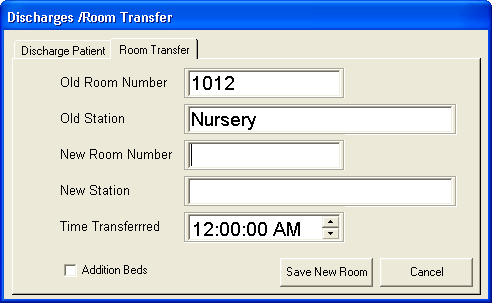 Discharges /Room Transfer
Discharge Patient Room Transfer
Old Room Number 1012
Old Station Nursery
New Room Number
New Station
Time Transferrred 12:00:00 AM
Addition Beds Save New Room Cancel